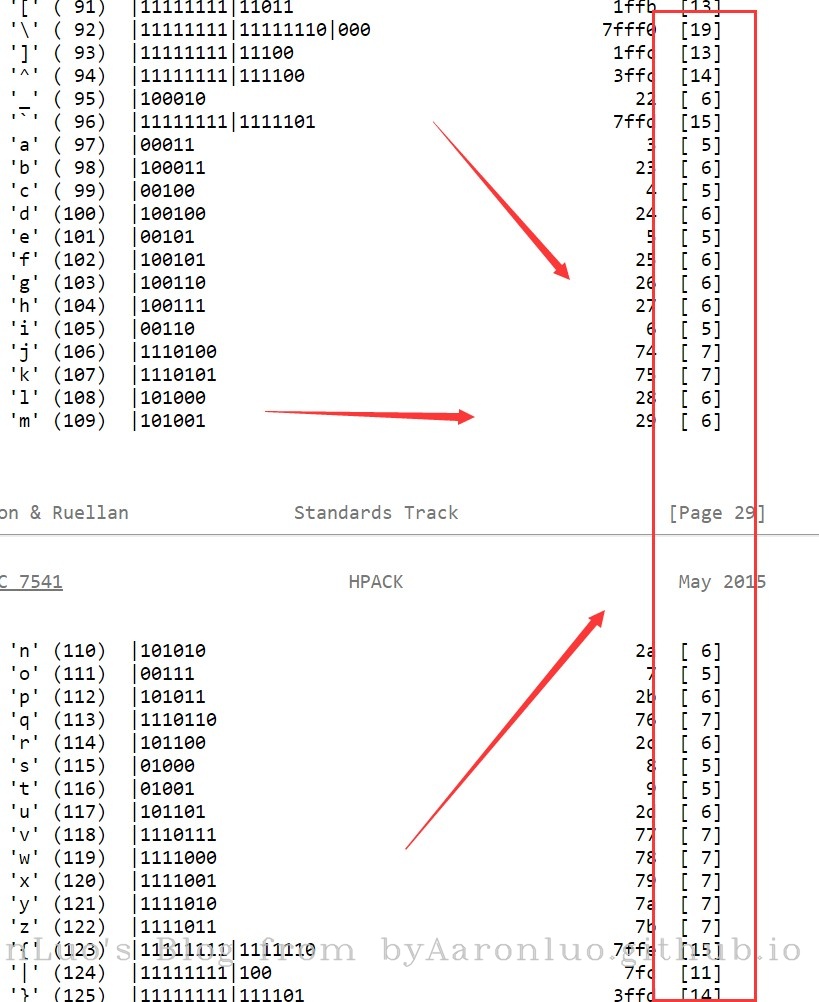 '[' ( 91) |11111111|11011 1ffb [13]
'\' ( 92) |11111111|11111110|000 7fff0 [19]
']' ( 93) |11111111|11100 1ffc [13]
'^' ( 94) |11111111|111100 3ffc [14]
'_' ( 95) |100010 22 [ 6]
'`' ( 96) |11111111|1111101 7ffd [15]
'a' ( 97) |00011 3 [ 5]
'b' ( 98) |100011 23 [ 6]
'c' ( 99) |00100 4 [ 5]
'd' (100) |100100 24 [ 6]
'e' (101) |00101 5 [ 5]
'f' (102) |100101 25 [ 6]
'g' (103) |100110 26 [ 6]
'h' (104) |100111 27 [ 6]
'i' (105) |00110 6 [ 5]
'j' (106) |1110100 74 [ 7]
'k' (107) |1110101 75 [ 7]
'l' (108) |101000 28 [ 6]
'm' (109) |101001 29 [ 6]
on & Ruellan Standards Track [Page 29]
C 7541 HPACK May 2015
'n' (110) |101010 2a [ 6]
'o' (111) |00111 7 [ 5]
'p' (112) |101011 2b [ 6]
'q' (113) |1110110 76 [ 7]
'r' (114) |101100 2c [ 6]
's' (115) |01000 8 [ 5]
't' (116) |01001 9 [ 5]
'u' (117) |101101 2d [ 6]
'v' (118) |1110111 77 [ 7]
'w' (119) |1111000 78 [ 7]
'x' (120) |1111001 79 [ 7]
'y' (121) |1111010 7a [ 7]
'z' (122) |1111011 7b [ 7]
'{' (123) |11111111|1111110 7ffe [15]
nLuo's Blog from byAaronluo.github.io
'|' (124) |11111111|100 7fc [11]
'}' (125) |11111111|111101 3ffd [14]